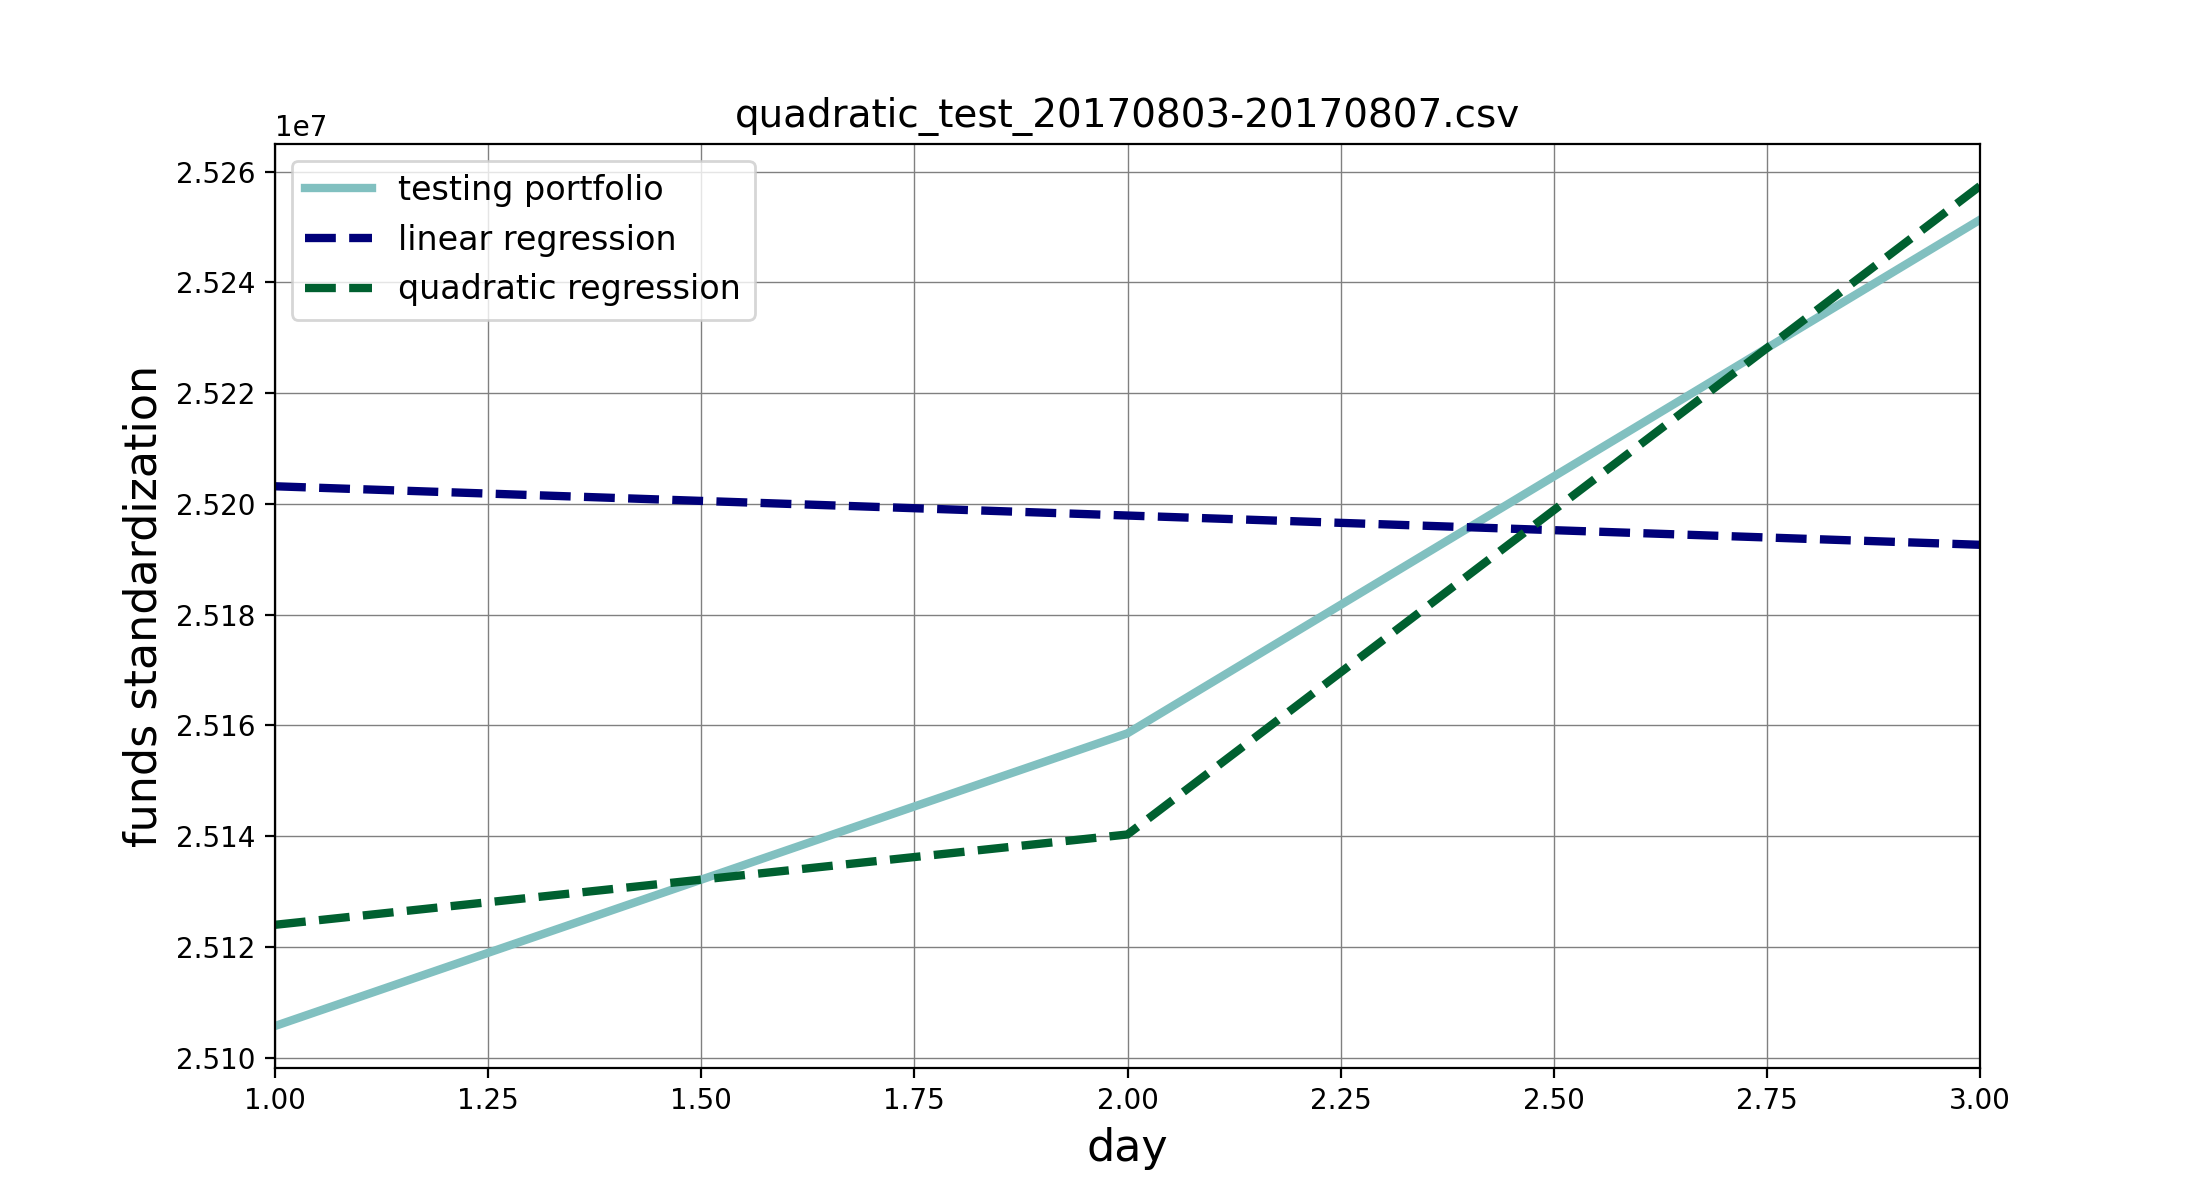 quadratic_test_20170803-20170807.csv
1e7
testing portfolio
linear regression
quadratic regression
2.526
2.524
2.522
2.520
2.518
2.516
2.514
2.512
2.510
funds standardization
1.00 1.25 1.50 1.75 2.00 2.25 2.50 2.75 3.00
day